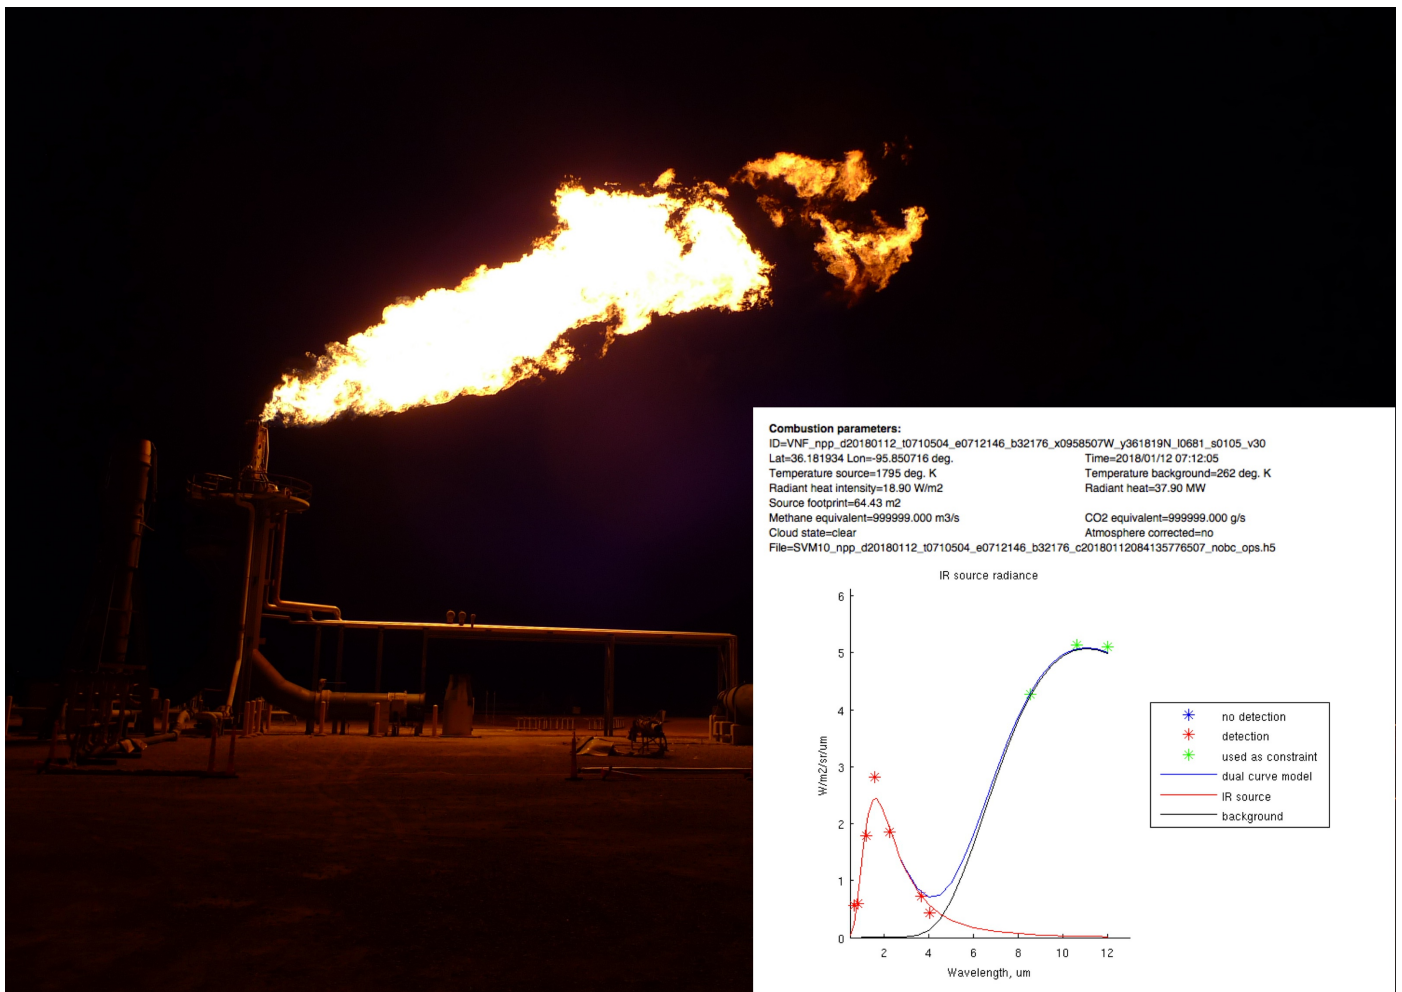 Combustion parameters:
ID=VNF_npp_d20180112_t0710504_e0712146_b32176_x0958507W_y361819N_l0681_s0105_v30
Lat=36.181934 Lon=-95.850716 deg. Time=2018/01/12 07:12:05
Temperature source=1795 deg. K Temperature background=262 deg. K
Radiant heat intensity=18.90 W/m2 Radiant heat=37.90 MW
Source footprint=64.43 m2
Methane equivalent=999999.000 m3/s CO2 equivalent=999999.000 g/s
Cloud state=clear Atmosphere corrected=no
File=SVM10_npp_d20180112_t0710504_e0712146_b32176_c20180112084135776507_nobc_ops.h5
IR source radiance
6
5
4
3
2
1
0
W/m2/sr/um
2 4 6 8 10 12
Wavelength, um
no detection
detection
used as constraint
dual curve model
IR source
background